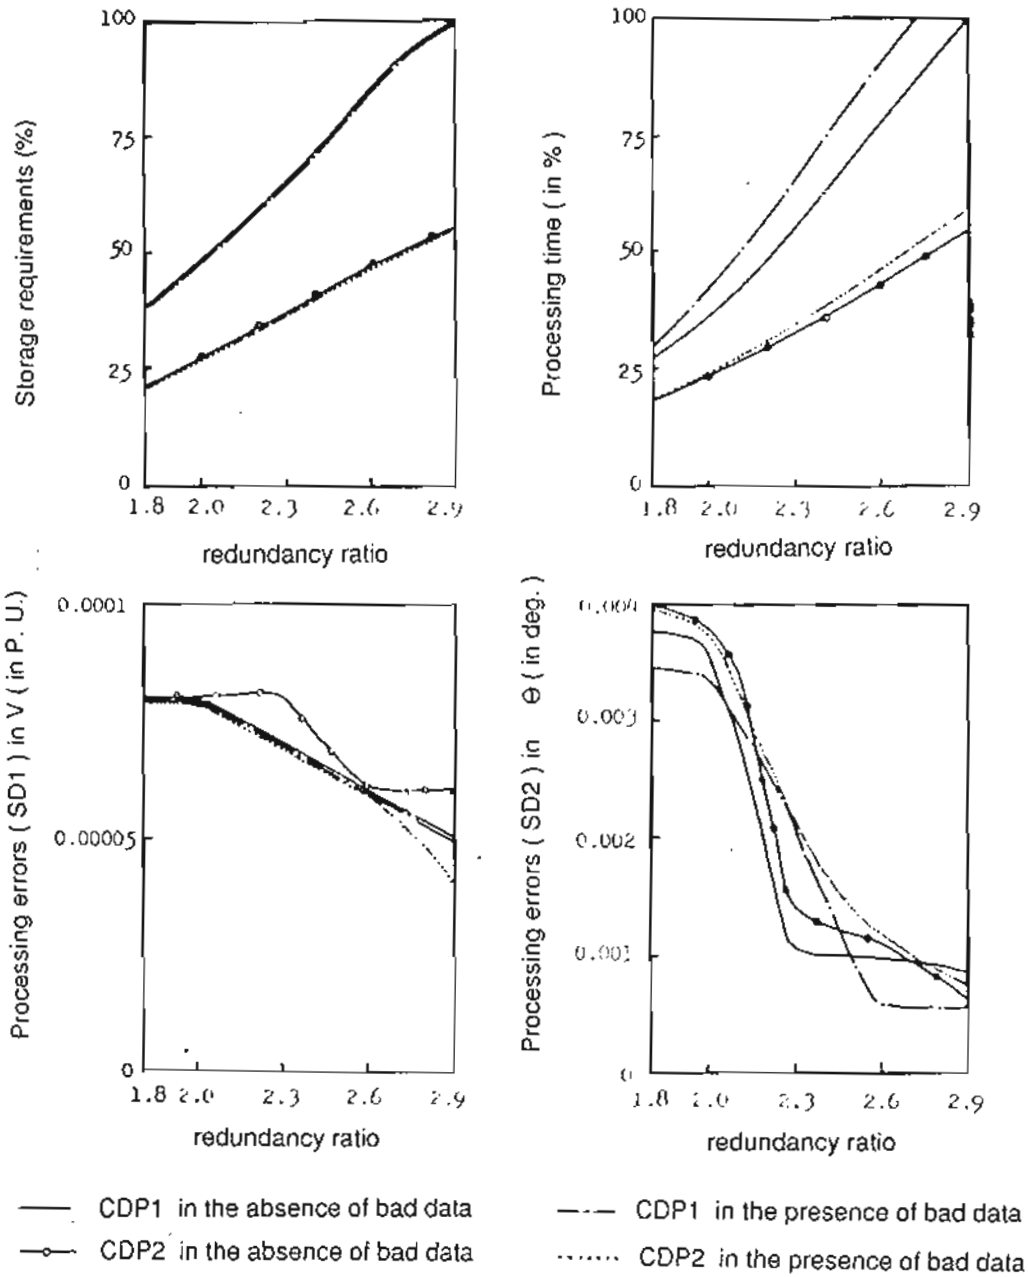 100
75
50
25
0
Storage requirements (%)
1.8 2.0 2.3 2.6 2.9
redundancy ratio
100
75
50
25
0
Processing time ( in % )
1.8 2.0 2.3 2.6 2.9
redundancy ratio
0.0001
0.00005
0
Processing errors ( SD1 ) in V ( in P. U.)
1.8 2.0 2.3 2.6 2.9
redundancy ratio
0.004
0.003
0.002
0.001
0
Processing errors ( SD2 ) in θ ( in deg. )
1.8 2.0 2.3 2.6 2.9
redundancy ratio
CDP1 in the absence of bad data
CDP2 in the absence of bad data
CDP1 in the presence of bad data
CDP2 in the presence of bad data